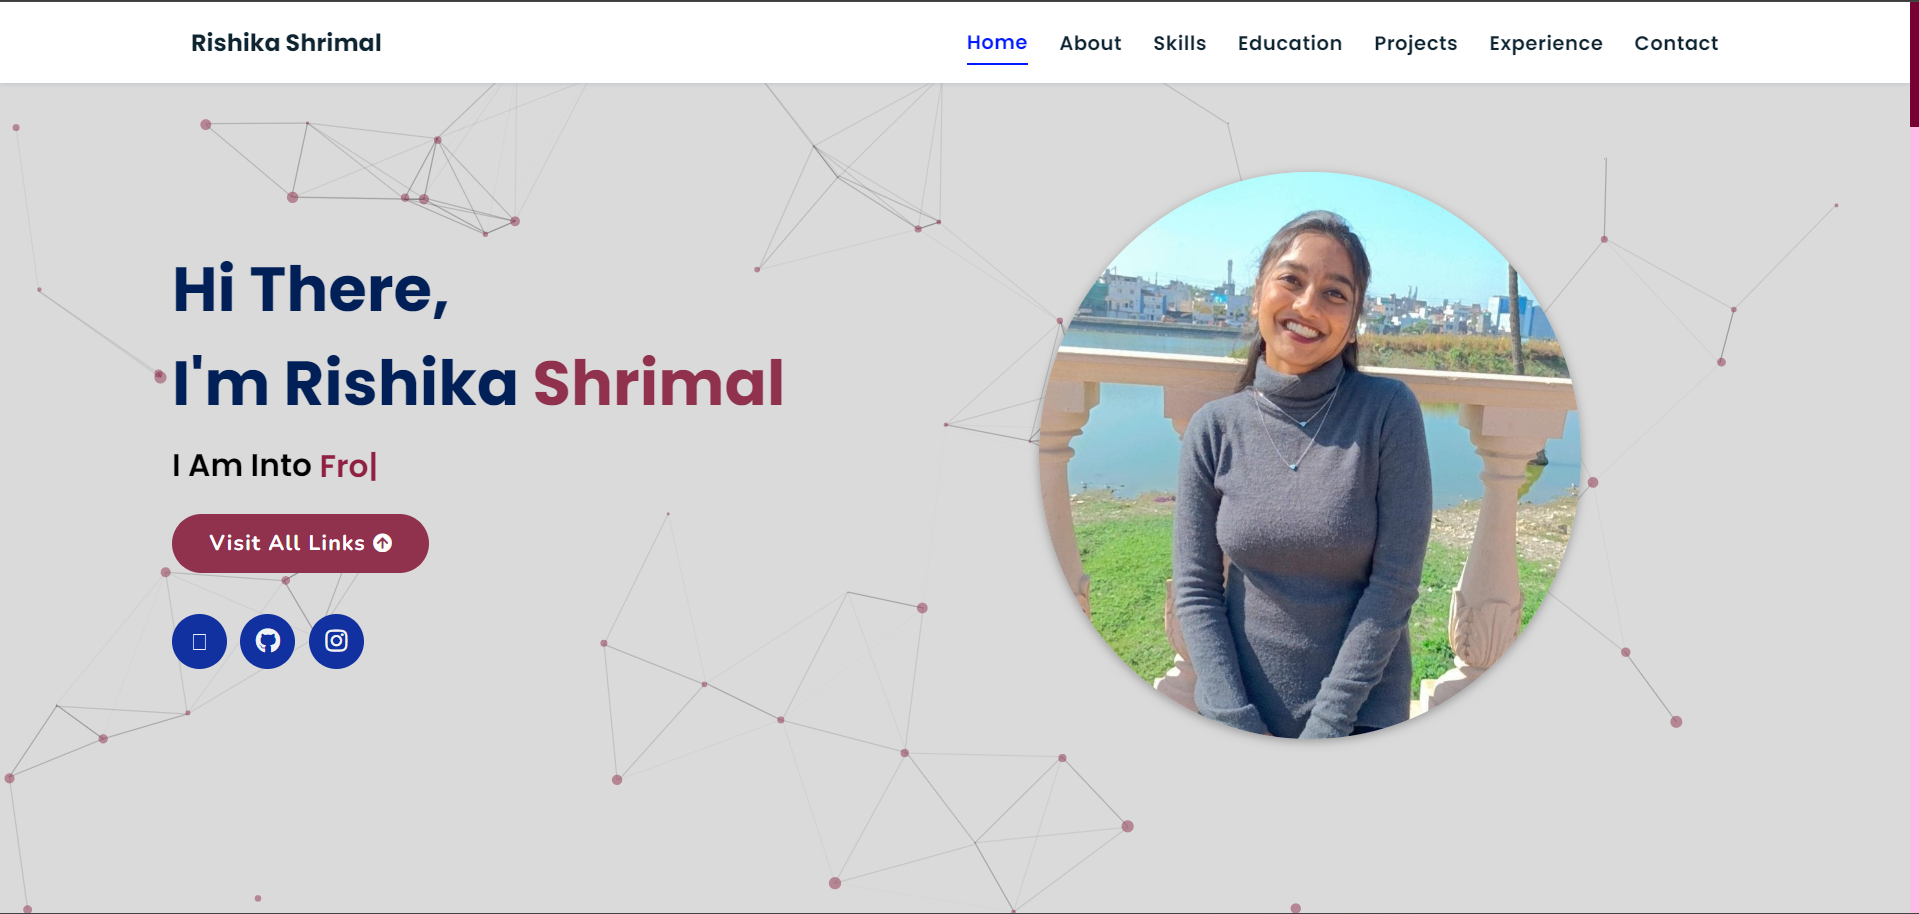 Rishika Shrimal
Home About Skills Education Projects Experience Contact
Hi There,
I'm Rishika Shrimal
I Am Into Fro|
Visit All Links